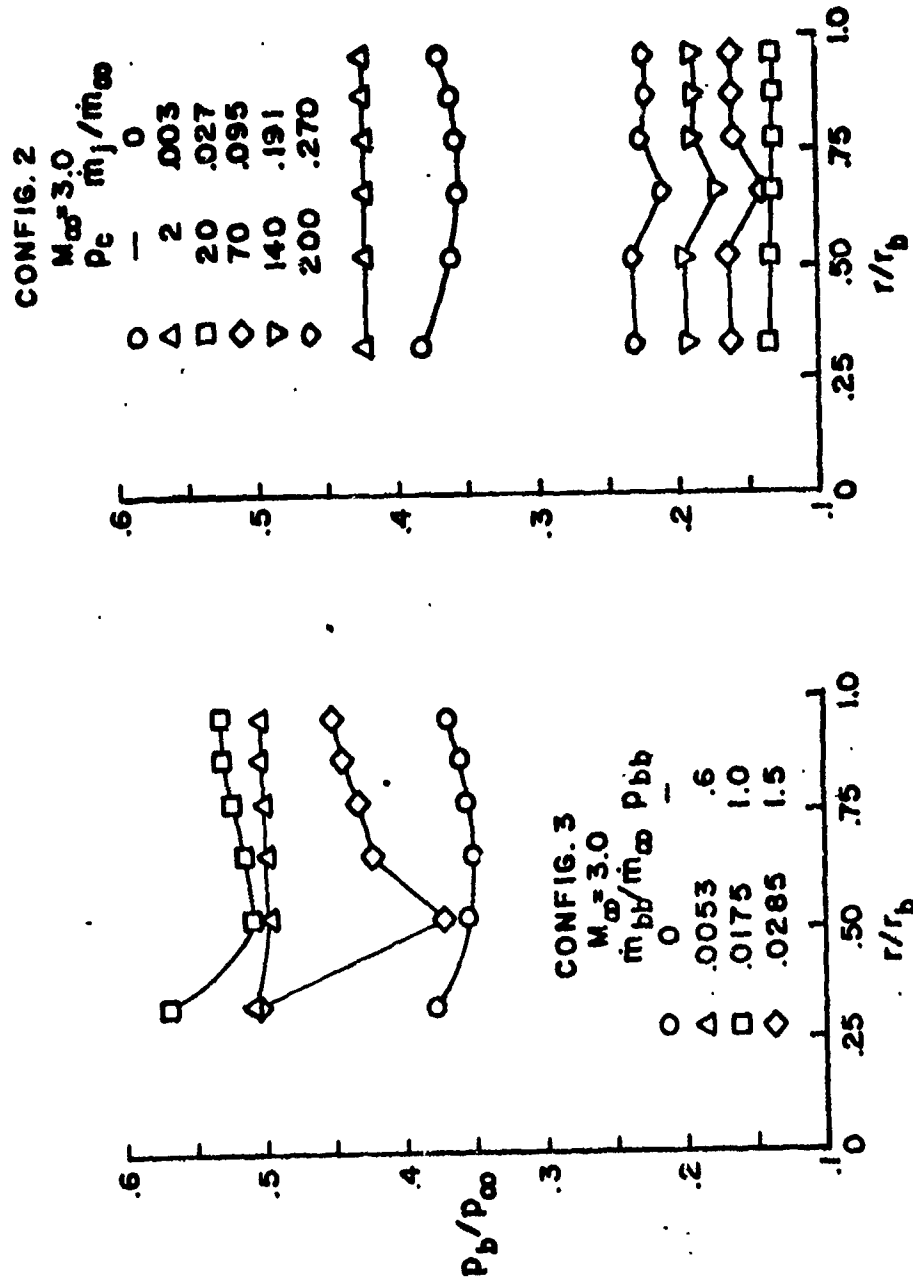 CONFIG. 3
M∞=3.0
ṁbb/ṁ∞ Pbb
0 —
.0053 .6
.0175 1.0
.0285 1.5
Pb/P∞
.6
.5
.4
.3
.2
.1
0 .25 .50 .75 1.0
r/rb
CONFIG. 2
M∞=3.0
Pc ṁj/ṁ∞
— 0
2 .003
20 .027
70 .095
140 .191
200 .270
.6
.5
.4
.3
.2
.1
0 .25 .50 .75 1.0
r/rb